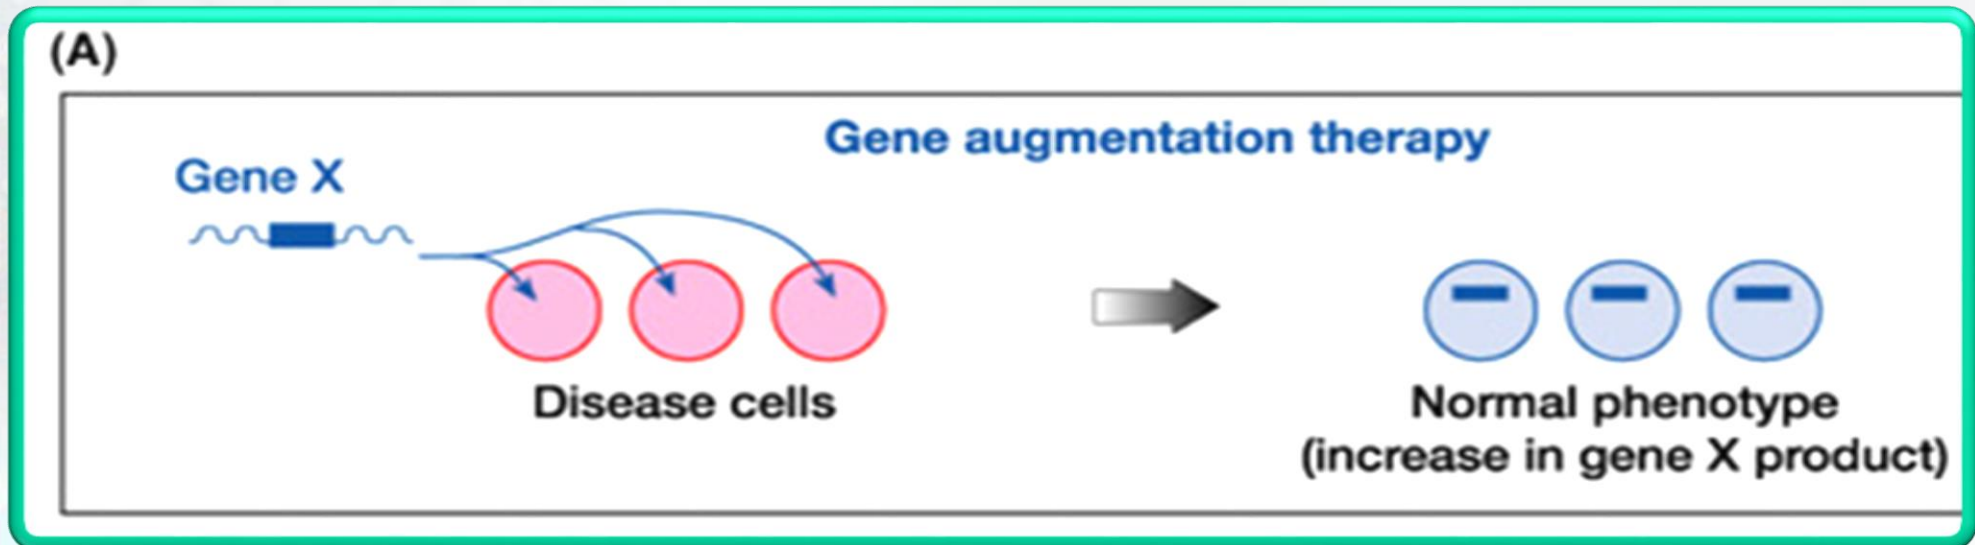 (A)
Gene augmentation therapy
Gene X
Disease cells
Normal phenotype
(increase in gene X product)